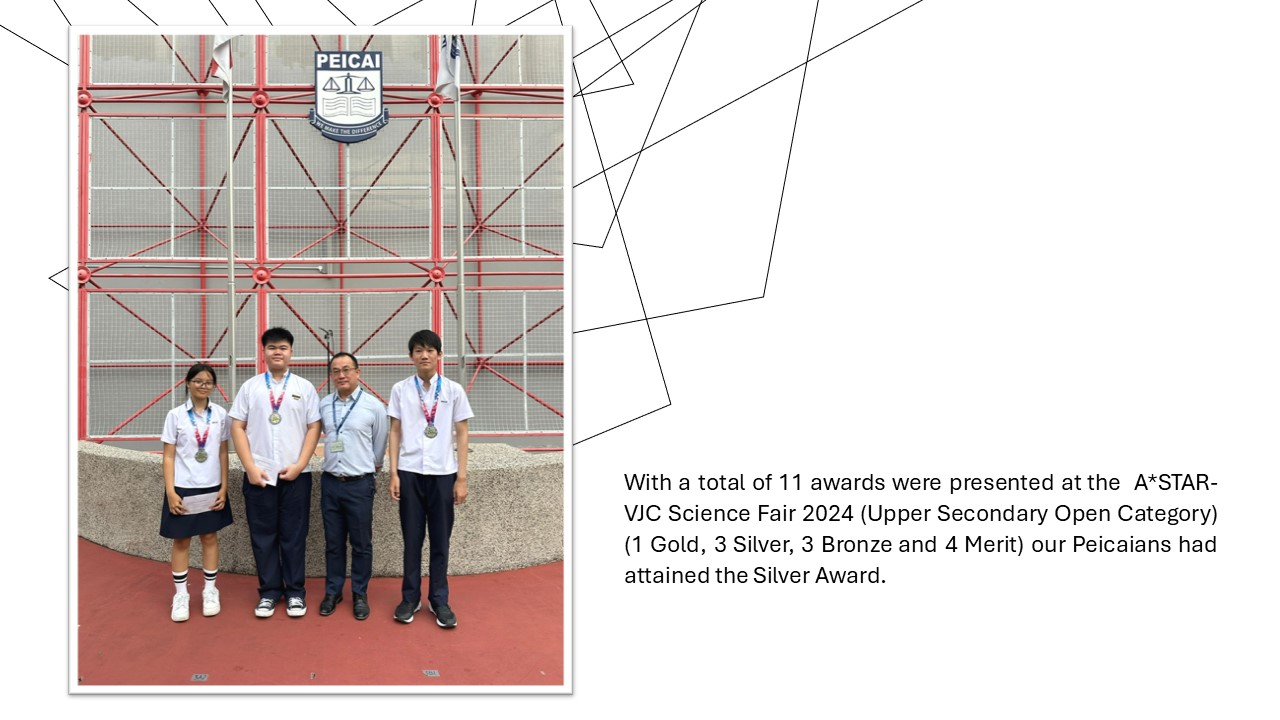 PEICAI
WE MAKE THE DIFFERENCE
With a total of 11 awards were presented at the A*STAR-
VJC Science Fair 2024 (Upper Secondary Open Category)
(1 Gold, 3 Silver, 3 Bronze and 4 Merit) our Peicaians had
attained the Silver Award.